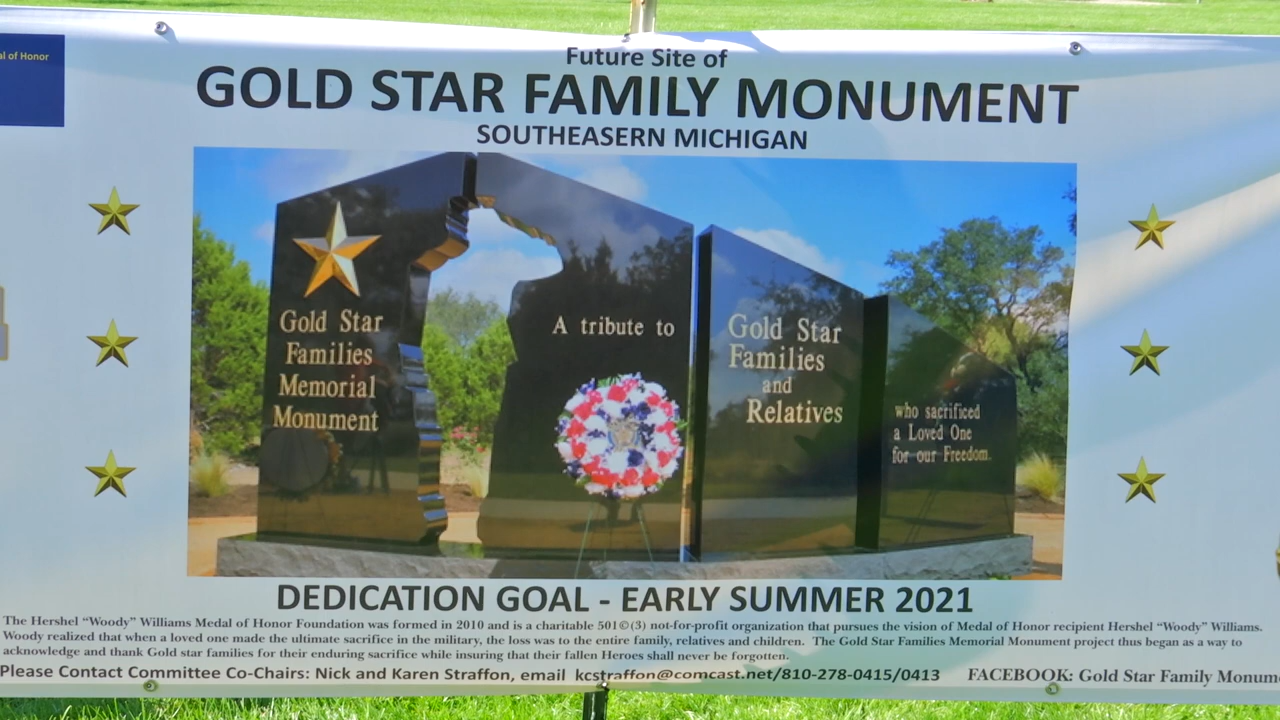 al of Honor
Future Site of
GOLD STAR FAMILY MONUMENT
SOUTHEASERN MICHIGAN
Gold Star
Families
Memorial
Monument
A tribute to
Gold Star
Families
and
Relatives
who sacrificed
a Loved One
for our Freedom.
DEDICATION GOAL - EARLY SUMMER 2021
The Hershel “Woody” Williams Medal of Honor Foundation was formed in 2010 and is a charitable 501©(3) not-for-profit organization that pursues the vision of Medal of Honor recipient Hershel “Woody” Williams.
Woody realized that when a loved one made the ultimate sacrifice in the military, the loss was to the entire family, relatives and children. The Gold Star Families Memorial Monument project thus began as a way to
acknowledge and thank Gold star families for their enduring sacrifice while insuring that their fallen Heroes shall never be forgotten.
Please Contact Committee Co-Chairs: Nick and Karen Straffon, email kcstraffon@comcast.net/810-278-0415/0413 FACEBOOK: Gold Star Family Monume